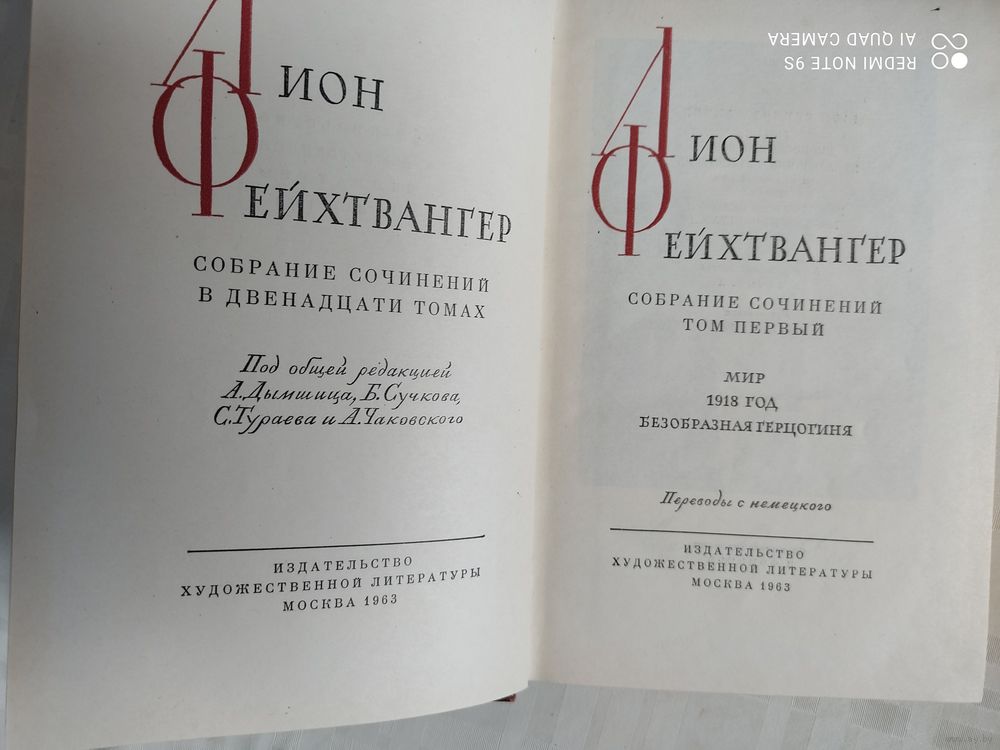 ЛИОН
ФЕЙХТВАНГЕР
СОБРАНИЕ СОЧИНЕНИЙ
В ДВЕНАДЦАТИ ТОМАХ
Под общей редакцией
А.Дымшица, Б.Сучкова,
С.Тураева и А.Чаковского
ИЗДАТЕЛЬСТВО
ХУДОЖЕСТВЕННОЙ ЛИТЕРАТУРЫ
МОСКВА 1963
ЛИОН
ФЕЙХТВАНГЕР
СОБРАНИЕ СОЧИНЕНИЙ
ТОМ ПЕРВЫЙ
МИР
1918 ГОД
БЕЗОБРАЗНАЯ ГЕРЦОГИНЯ
Переводы с немецкого
ИЗДАТЕЛЬСТВО
ХУДОЖЕСТВЕННОЙ ЛИТЕРАТУРЫ
МОСКВА 1963
REDMI NOTE 9S
AI QUAD CAMERA